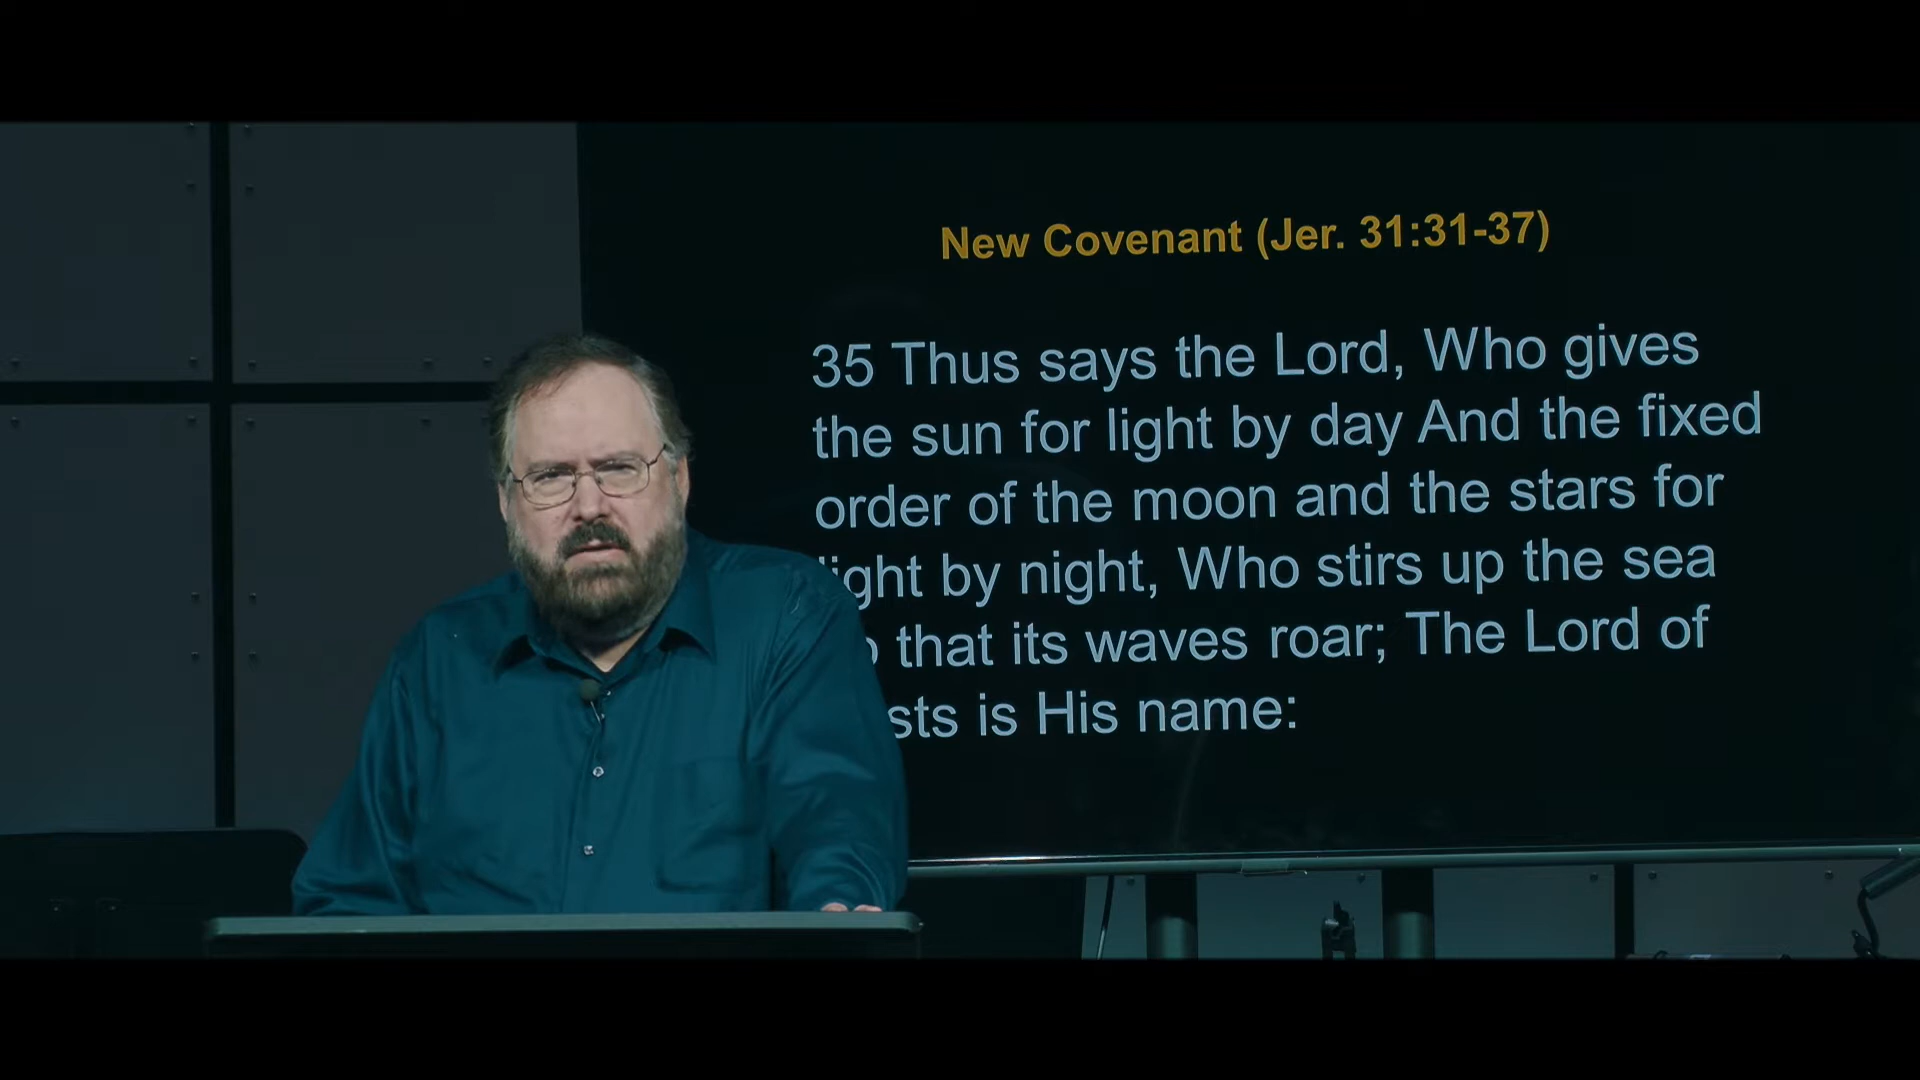 New Covenant (Jer. 31:31-37)
35 Thus says the Lord, Who gives
the sun for light by day And the fixed
order of the moon and the stars for
light by night, Who stirs up the sea
that its waves roar; The Lord of
is His name: